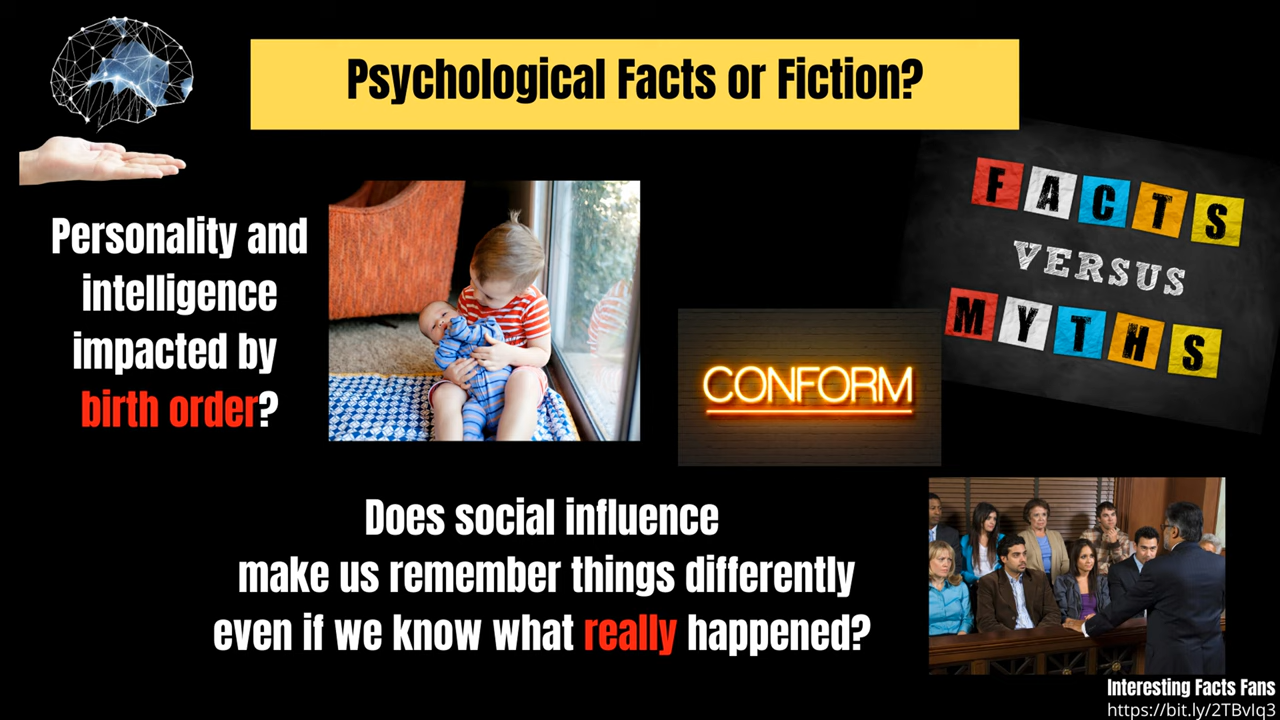 Psychological Facts or Fiction?
FACTS
VERSUS
MYTHS
Personality and
intelligence
impacted by
birth order?
CONFORM
Does social influence
make us remember things differently
even if we know what really happened?
Interesting Facts Fans
https://bit.ly/2TBvlq3